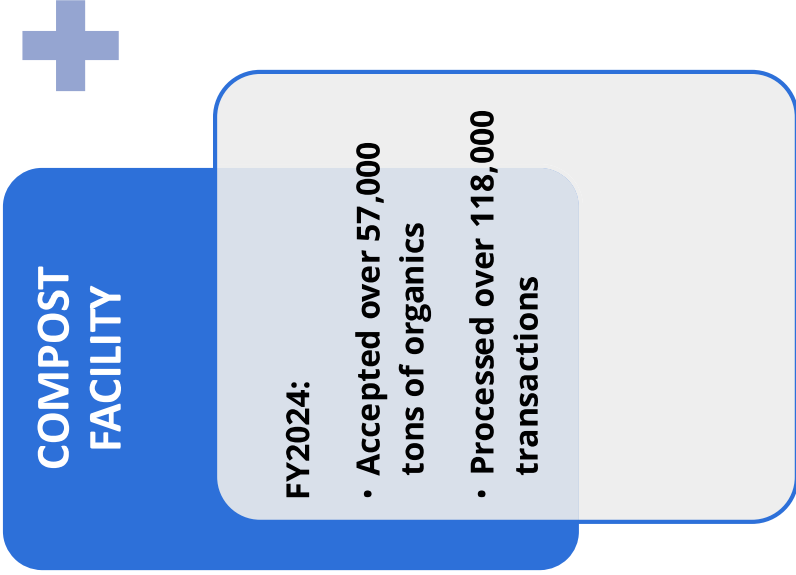 COMPOST
FACILITY
FY2024:
• Accepted over 57,000
tons of organics
• Processed over 118,000
transactions